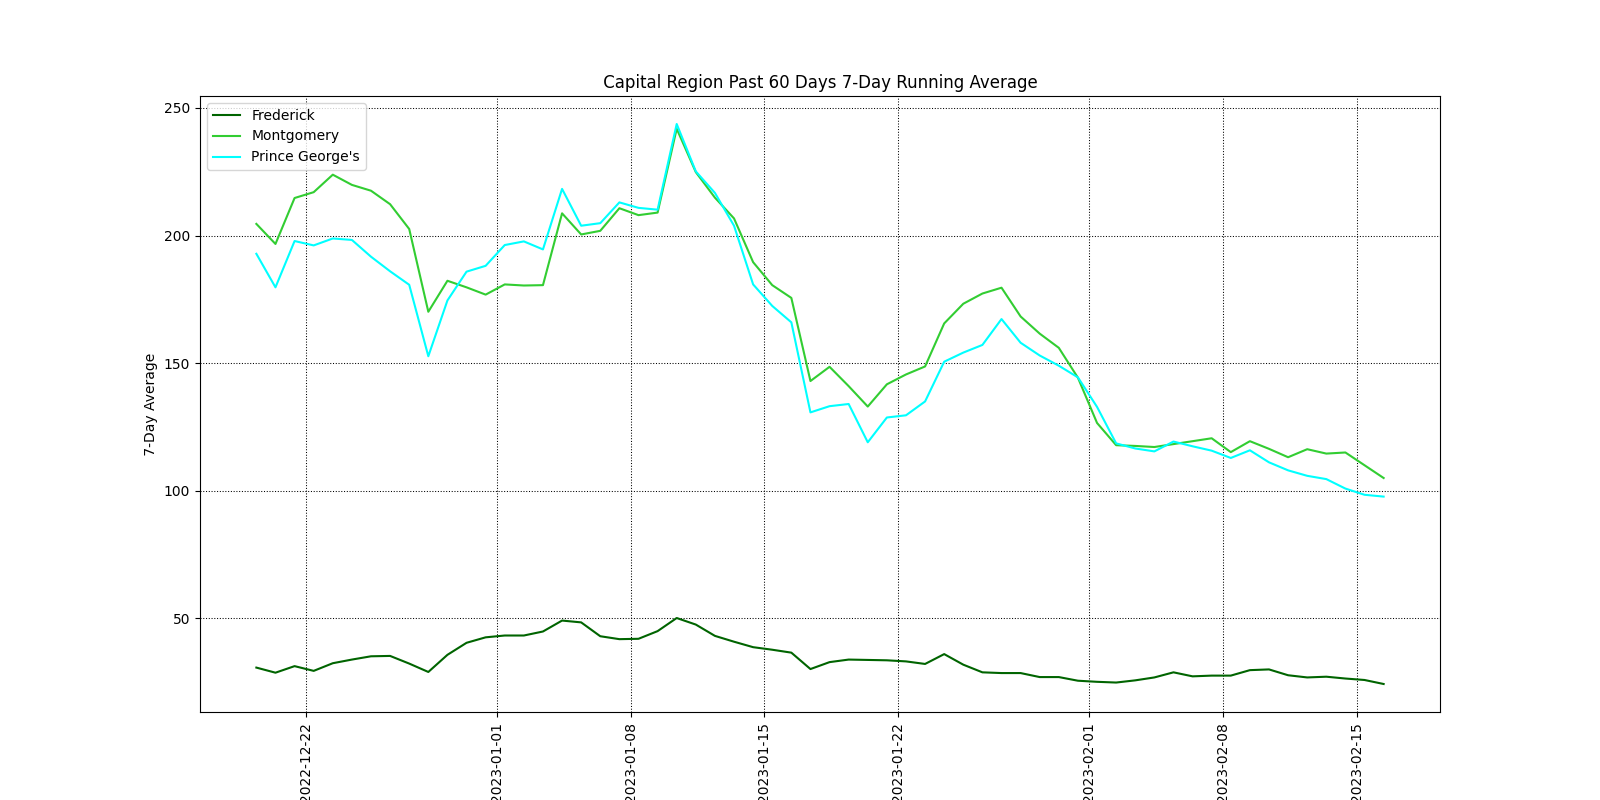 Capital Region Past 60 Days 7-Day Running Average
250
200
150
100
50
7-Day Average
Frederick
Montgomery
Prince George's
2022-12-22
2023-01-01
2023-01-08
2023-01-15
2023-01-22
2023-02-01
2023-02-08
2023-02-15